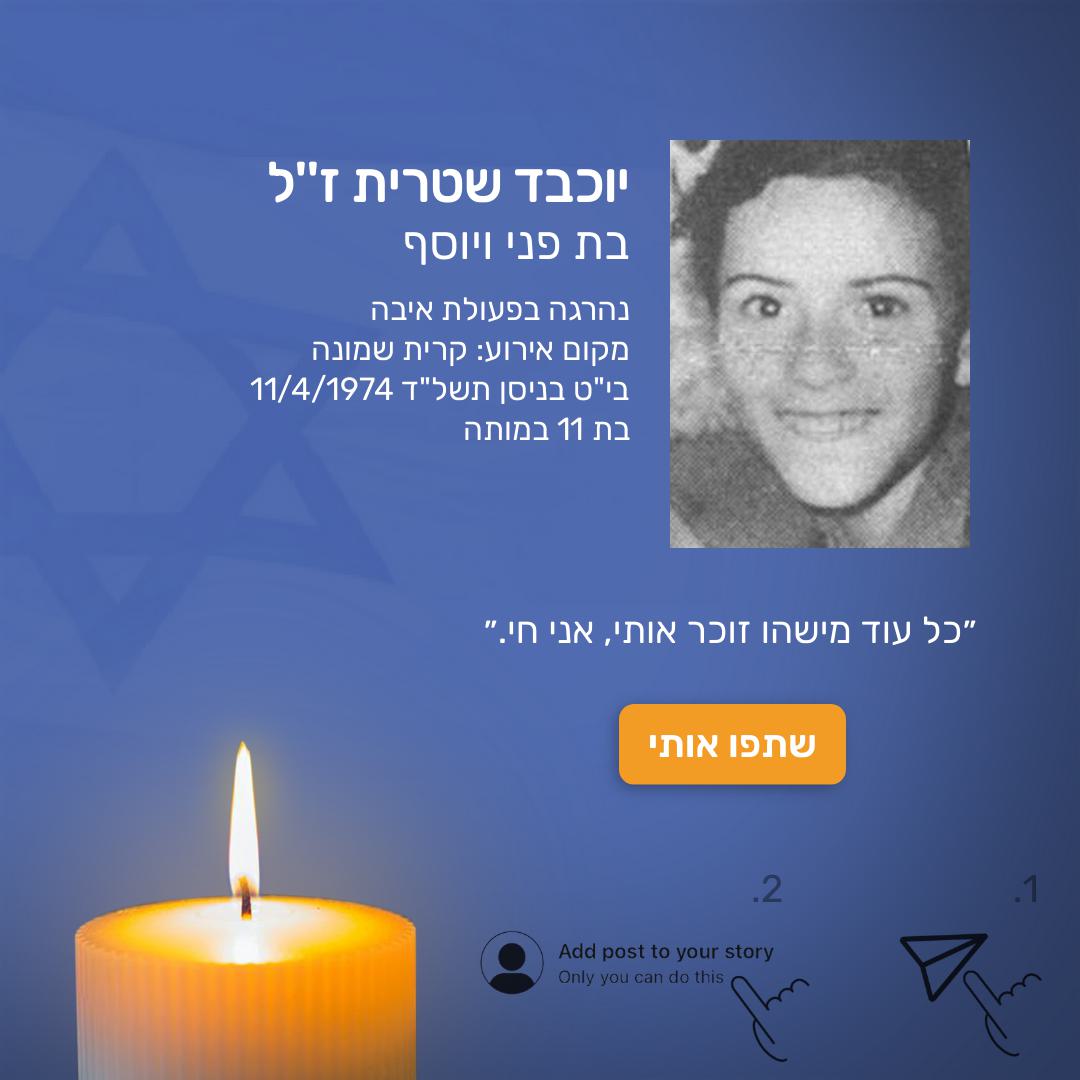 יוכבד שטרית ז"ל
בת פני ויוסף
נהרגה בפעולת איבה
מקום אירוע: קרית שמונה
בי"ט בניסן תשל"ד 11/4/1974
בת 11 במותה
״כל עוד מישהו זוכר אותי, אני חי.״
שתפו אותי
.1
.2
Add post to your story
Only you can do this